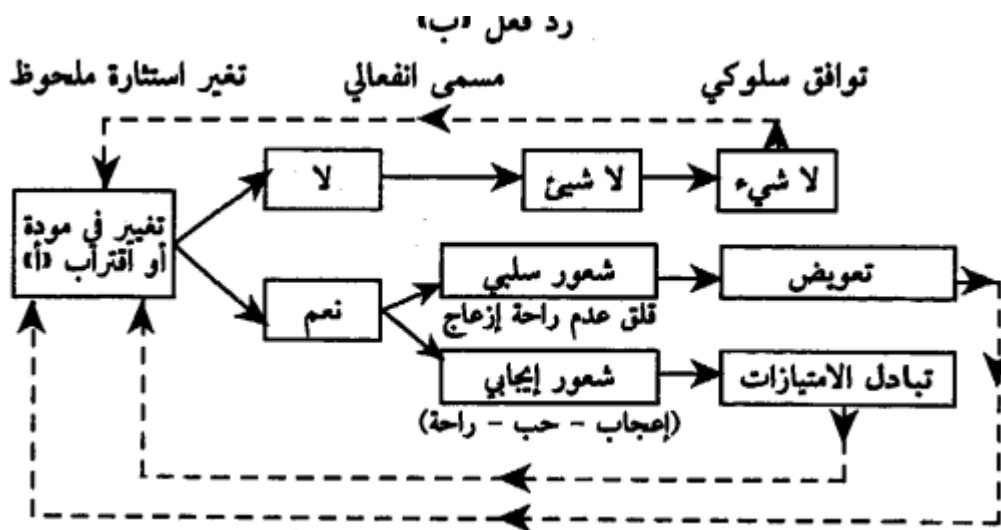 رد فعل «ب»
تغير استثارة ملحوظ
مسمى انفعالي
توافق سلوكي
لا
لا شيئ
لا شيء
تغيير في مودة
أو اقتراب «أ»
نعم
شعور سلبي
قلق عدم راحة إزعاج
تعويض
شعور إيجابي
(إعجاب - حب - راحة)
تبادل الامتيازات